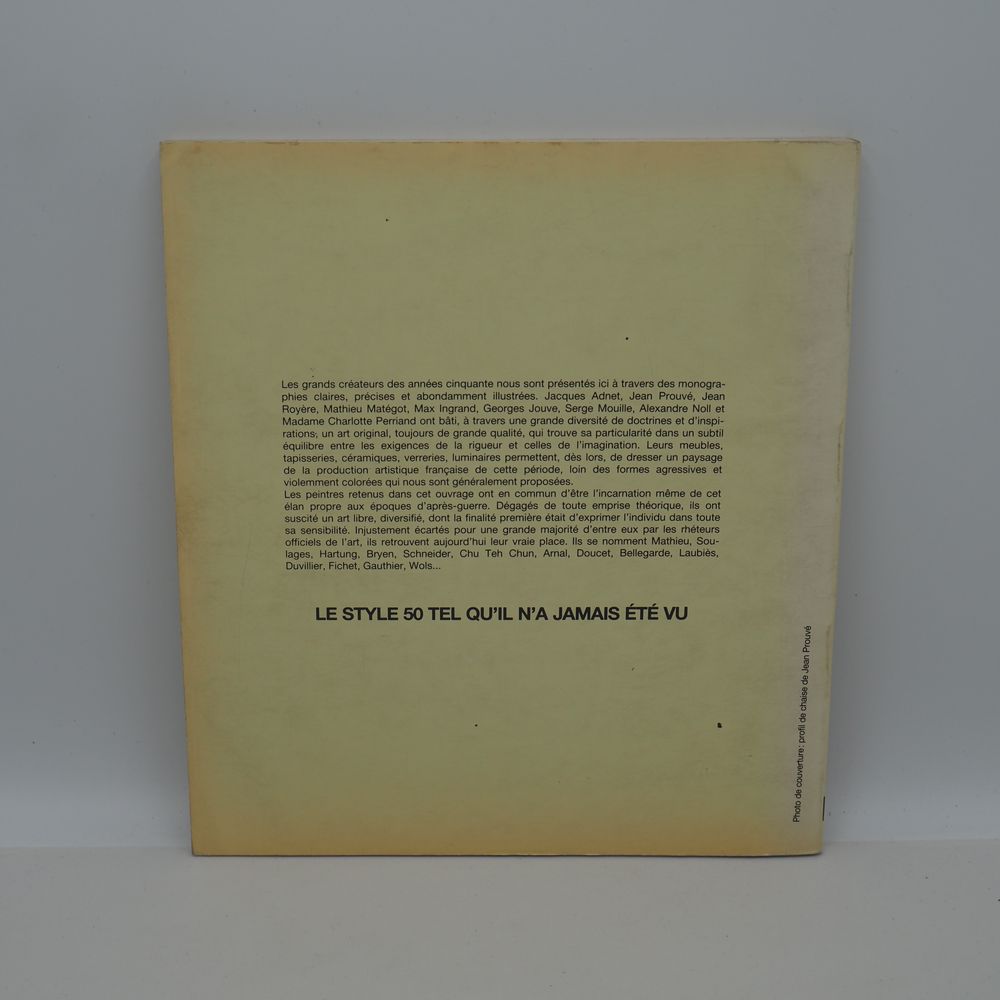 Les grands créateurs des années cinquante nous sont présentés ici à travers des monogra-
phies claires, précises et abondamment illustrées. Jacques Adnet, Jean Prouvé, Jean
Royère, Mathieu Matégot, Max Ingrand, Georges Jouve, Serge Mouille, Alexandre Noll et
Madame Charlotte Perriand ont bâti, à travers une grande diversité de doctrines et d'inspi-
rations, un art original, toujours de grande qualité, qui trouve sa particularité dans un subtil
équilibre entre les exigences de la rigueur et celles de l'imagination. Leurs meubles,
tapisseries, céramiques, verreries, luminaires permettent, dès lors, de dresser un paysage
de la production artistique française de cette période, loin des formes agressives et
violemment colorées qui nous sont généralement proposées.
Les peintres retenus dans cet ouvrage ont en commun d'être l'incarnation même de cet
élan propre aux époques d'après-guerre. Dégagés de toute emprise théorique, ils ont
suscité un art libre, diversifié, dont la finalité première était d'exprimer l'individu dans toute
sa sensibilité. Injustement écartés pour une grande majorité d'entre eux par les rhéteurs
officiels de l'art, ils retrouvent aujourd'hui leur vraie place. Ils se nomment Mathieu, Sou-
lages, Hartung, Bryen, Schneider, Chu Teh Chun, Arnal, Doucet, Bellegarde, Laubiès,
Duvillier, Fichet, Gauthier, Wols...
LE STYLE 50 TEL QU'IL N'A JAMAIS ÉTÉ VU
Photo de couverture: profil de chaise de Jean Prouvé